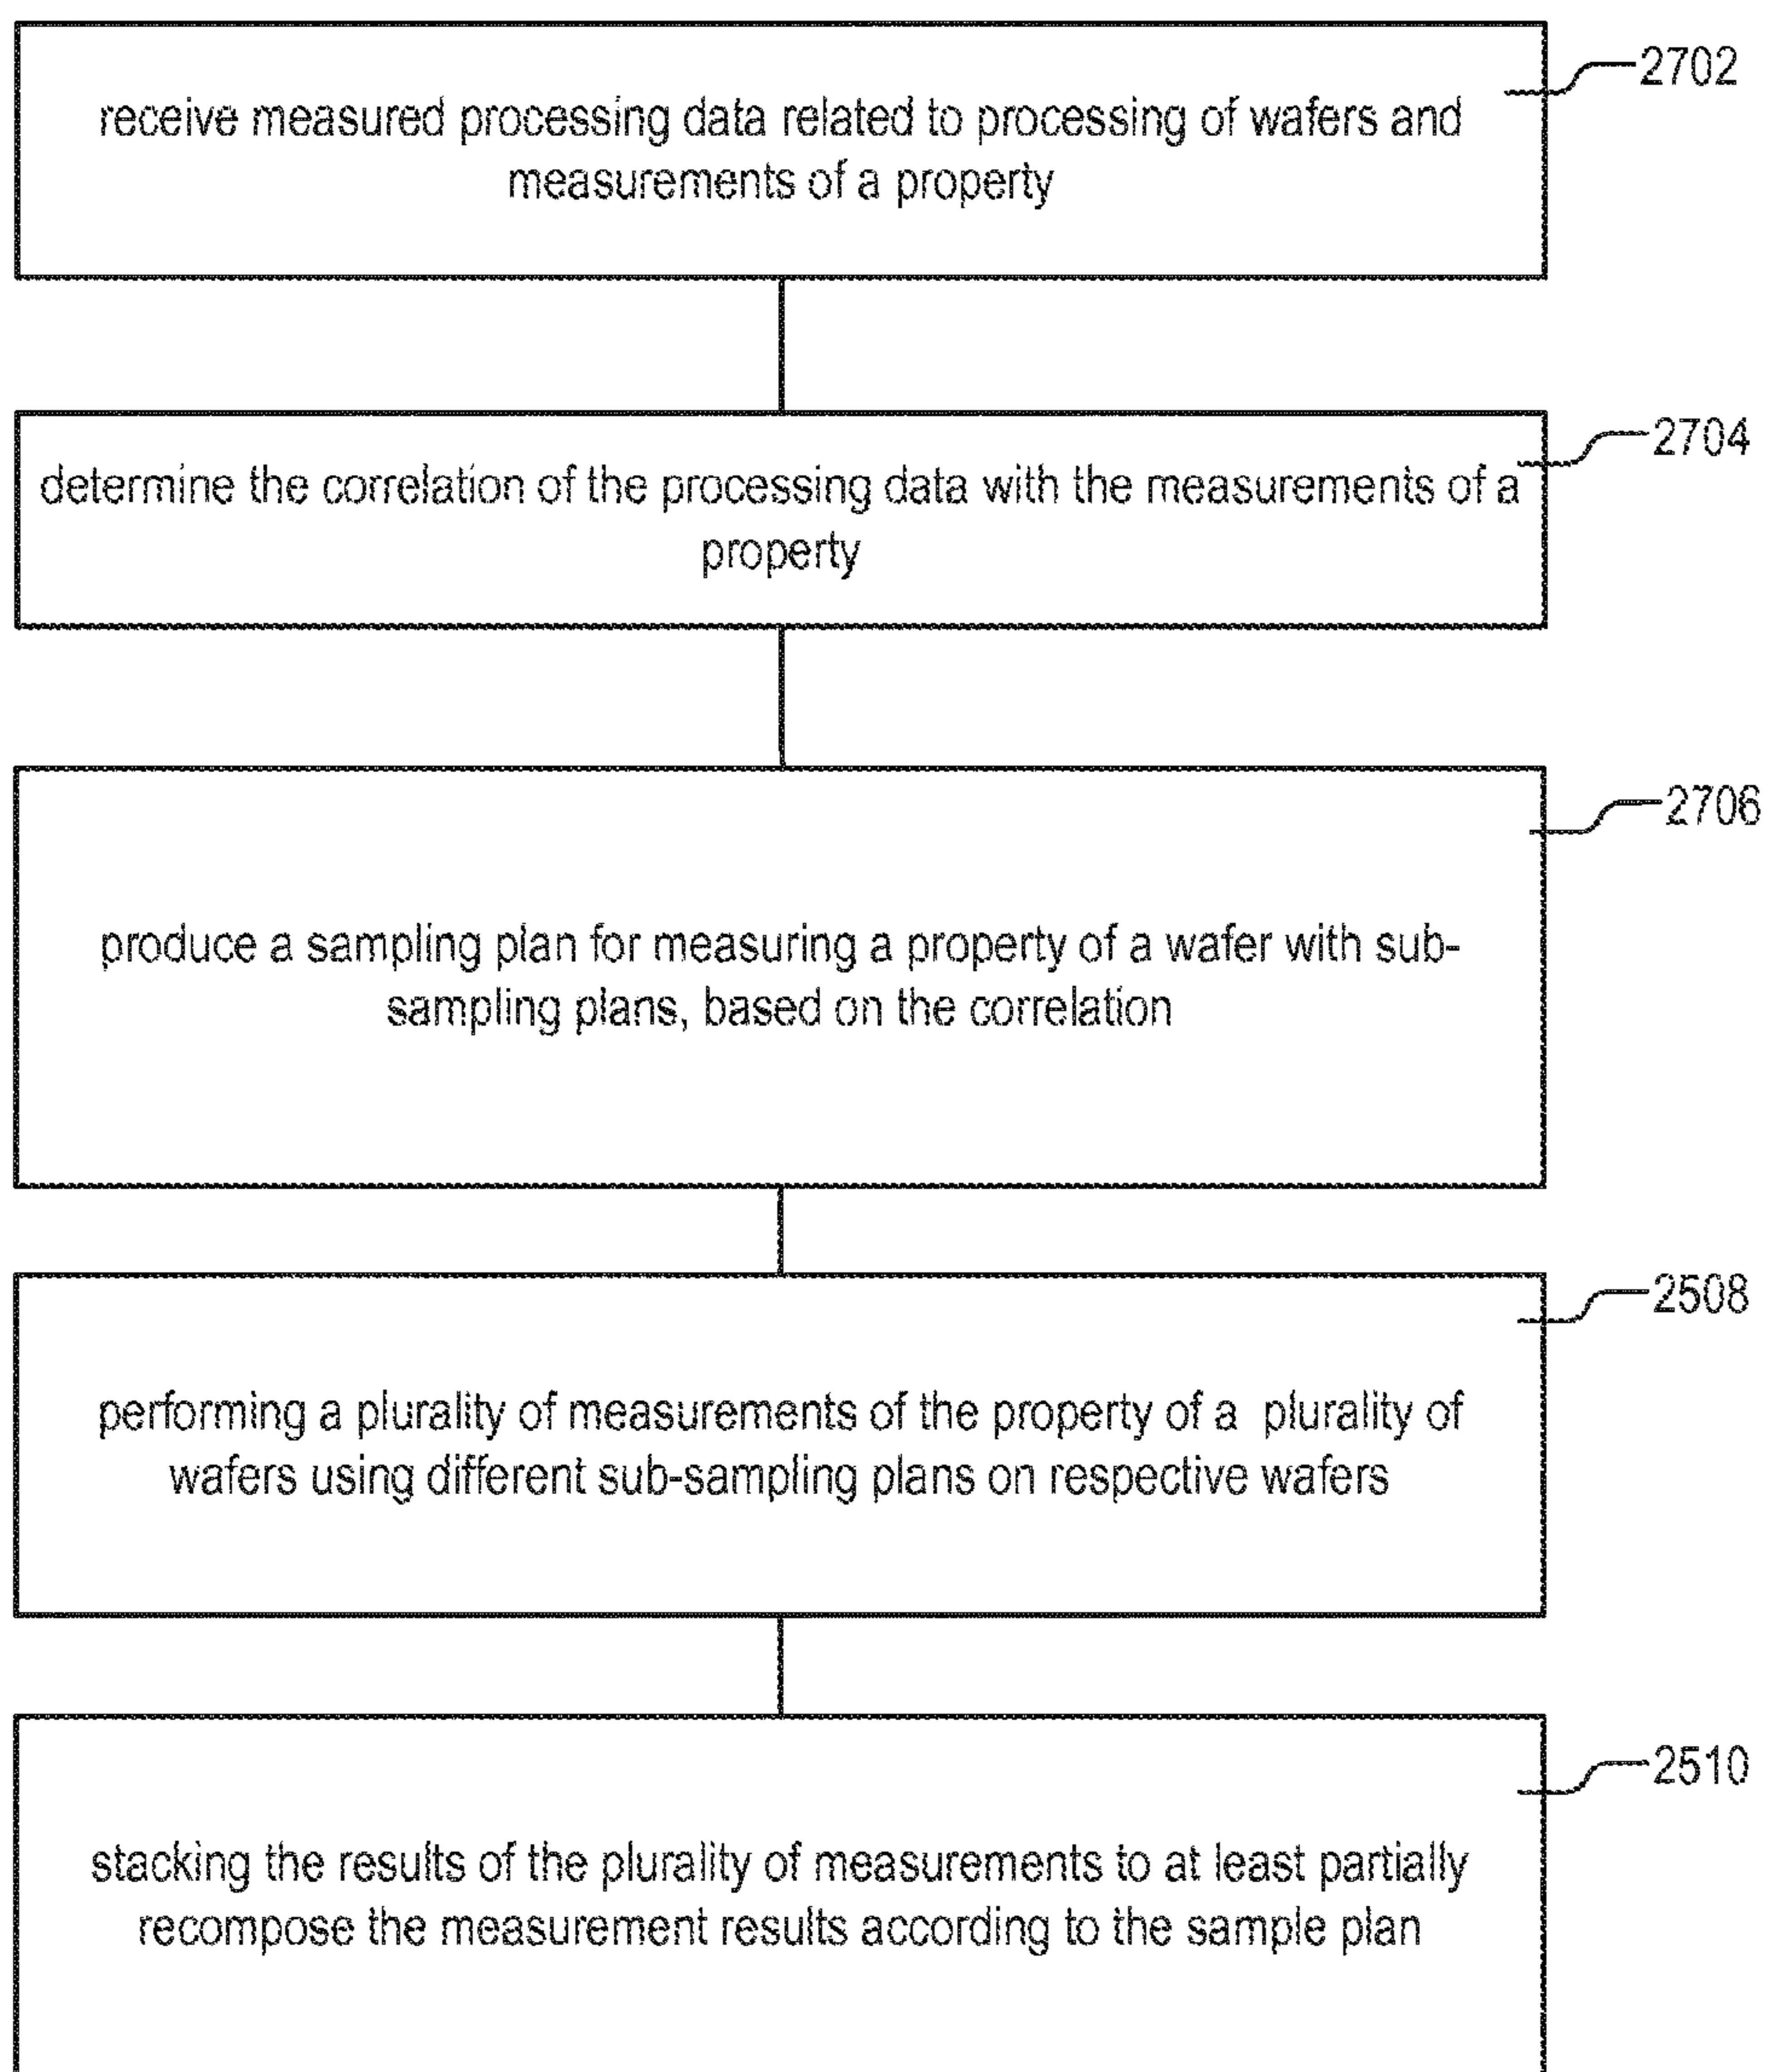 2702
receive measured processing data related to processing of wafers and
measurements of a property
2704
determine the correlation of the processing data with the measurements of a
property
2706
produce a sampling plan for measuring a property of a wafer with sub-
sampling plans, based on the correlation
2508
performing a plurality of measurements of the property of a plurality of
wafers using different sub-sampling plans on respective wafers
2510
stacking the results of the plurality of measurements to at least partially
recompose the measurement results according to the sample plan